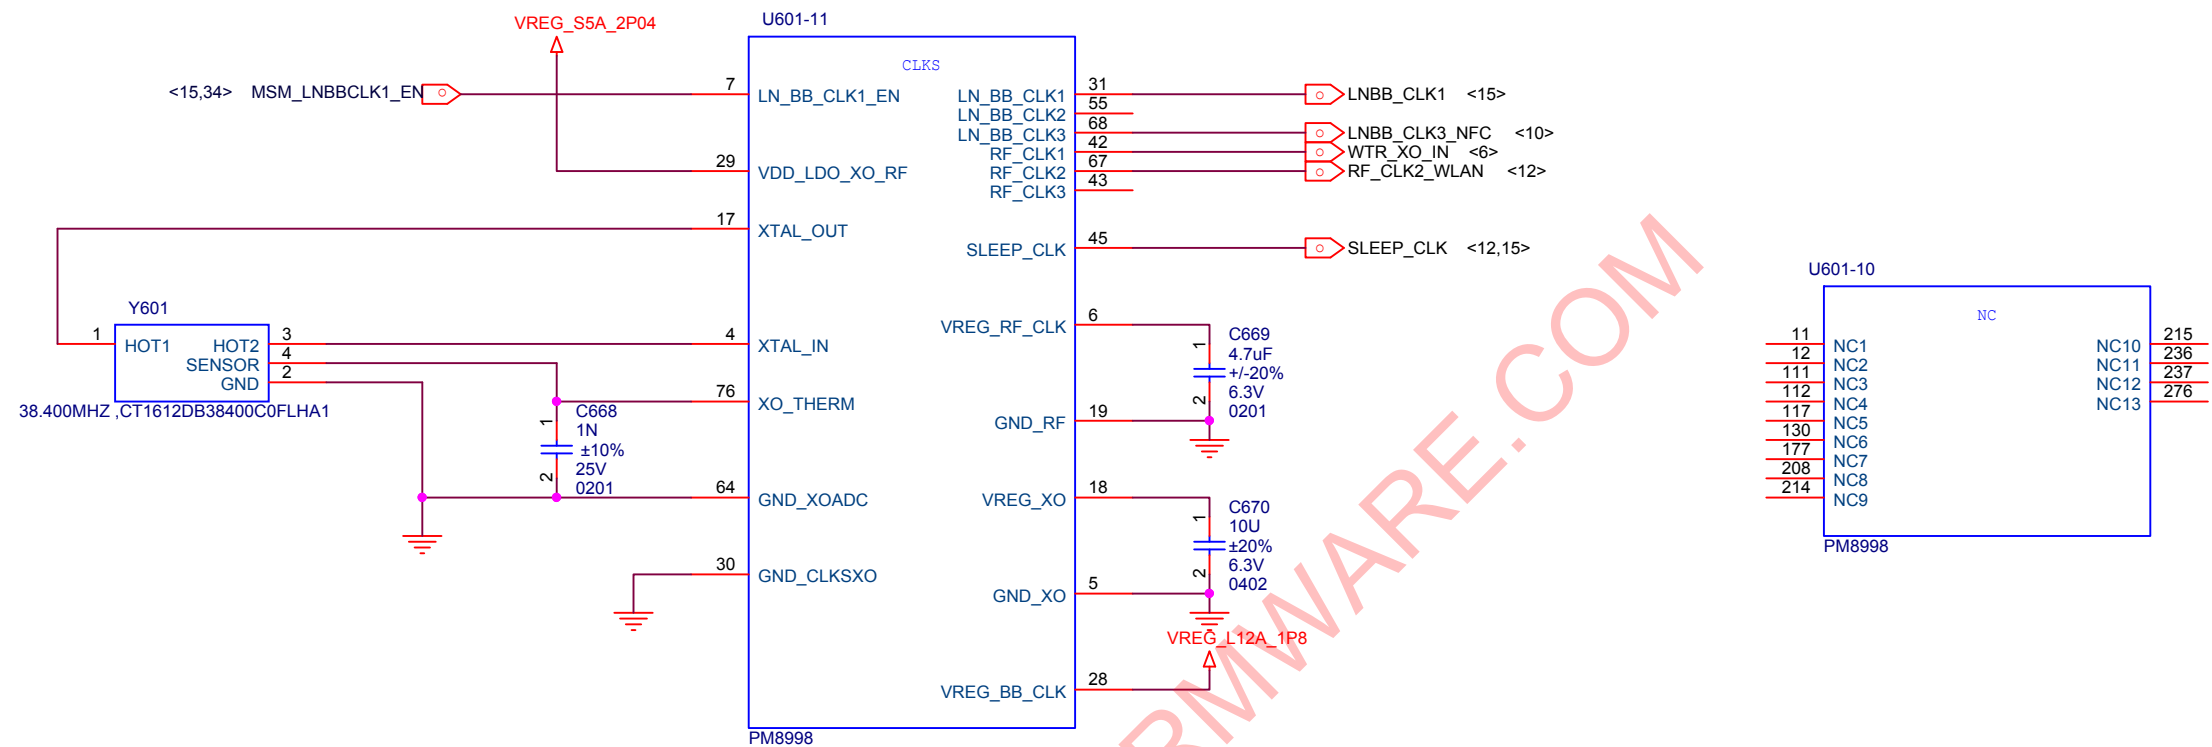 VREG_S5A_2P04
U601-11
CLKS
<15,34> MSM_LNBBCLK1_EN
7
LN_BB_CLK1_EN
29
VDD_LDO_XO_RF
17
XTAL_OUT
4
XTAL_IN
76
XO_THERM
64
GND_XOADC
30
GND_CLKSXO
LN_BB_CLK1
31
LNBB_CLK1 <15>
LN_BB_CLK2
55
LN_BB_CLK3
68
LNBB_CLK3_NFC <10>
RF_CLK1
42
WTR_XO_IN <6>
RF_CLK2
67
RF_CLK2_WLAN <12>
RF_CLK3
43
SLEEP_CLK
45
SLEEP_CLK <12,15>
VREG_RF_CLK
6
GND_RF
19
VREG_XO
18
GND_XO
5
VREG_BB_CLK
28
PM8998
Y601
1
HOT1
HOT2
3
SENSOR
4
GND
2
38.400MHZ ,CT1612DB38400C0FLHA1
1
2
C668
1N
±10%
25V
0201
1
2
C669
4.7uF
+/-20%
6.3V
0201
1
2
C670
10U
±20%
6.3V
0402
VREG_L12A_1P8
U601-10
NC
11
NC1
12
NC2
111
NC3
112
NC4
117
NC5
130
NC6
177
NC7
208
NC8
214
NC9
NC10
215
NC11
236
NC12
237
NC13
276
PM8998
RMWARE.COM